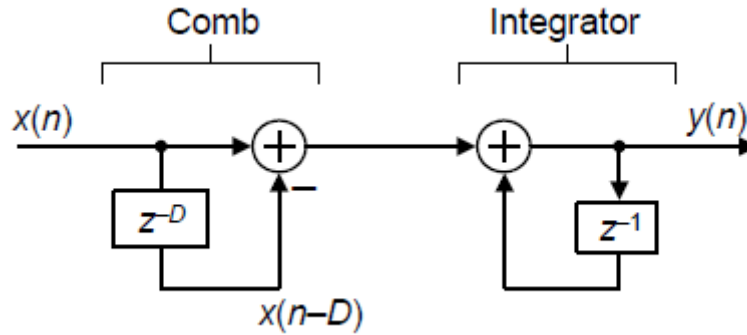 Comb
Integrator
x(n)
y(n)
+
+
–
z⁻ᴰ
z⁻¹
x(n–D)